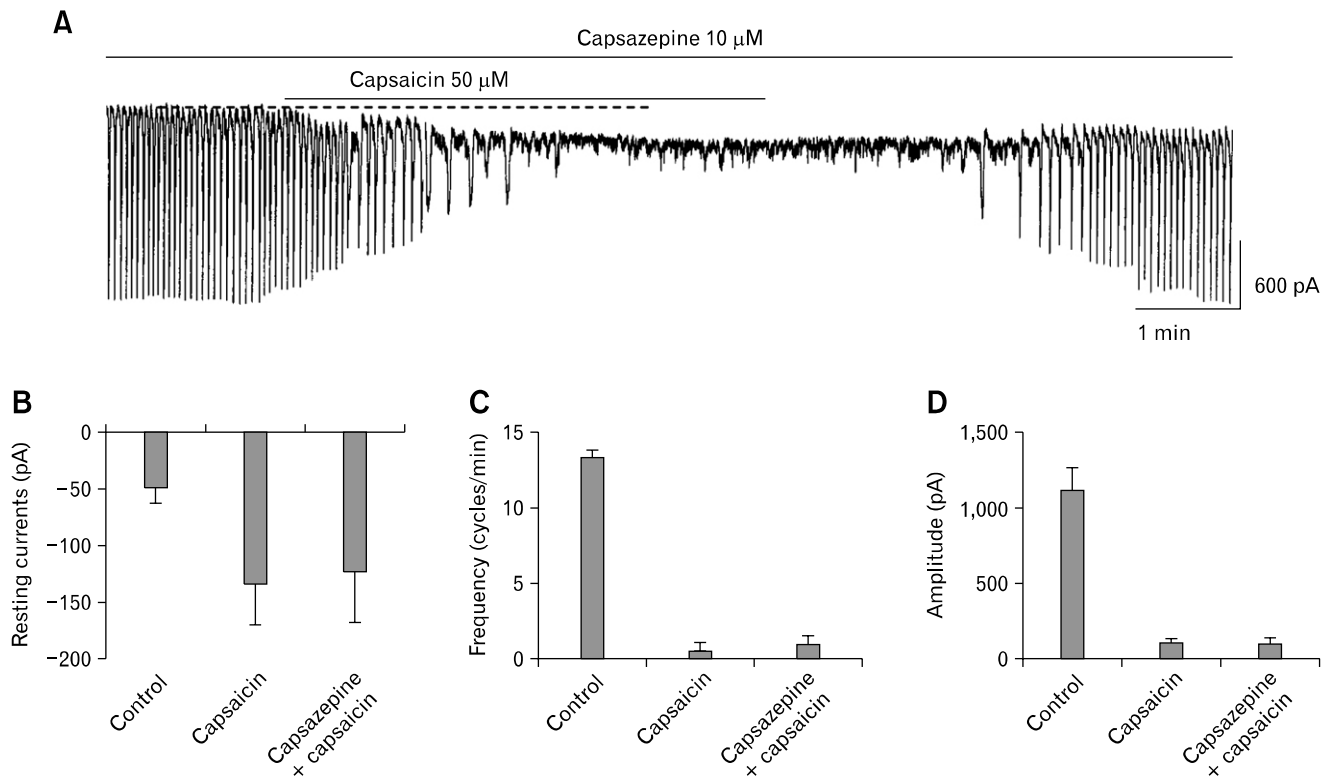 A
Capsazepine 10 μM
Capsaicin 50 μM
600 pA
1 min
B
Resting currents (pA)
0
−50
−100
−150
−200
Control
Capsaicin
Capsazepine
+ capsaicin
C
Frequency (cycles/min)
15
10
5
0
Control
Capsaicin
Capsazepine
+ capsaicin
D
Amplitude (pA)
1,500
1,000
500
0
Control
Capsaicin
Capsazepine
+ capsaicin